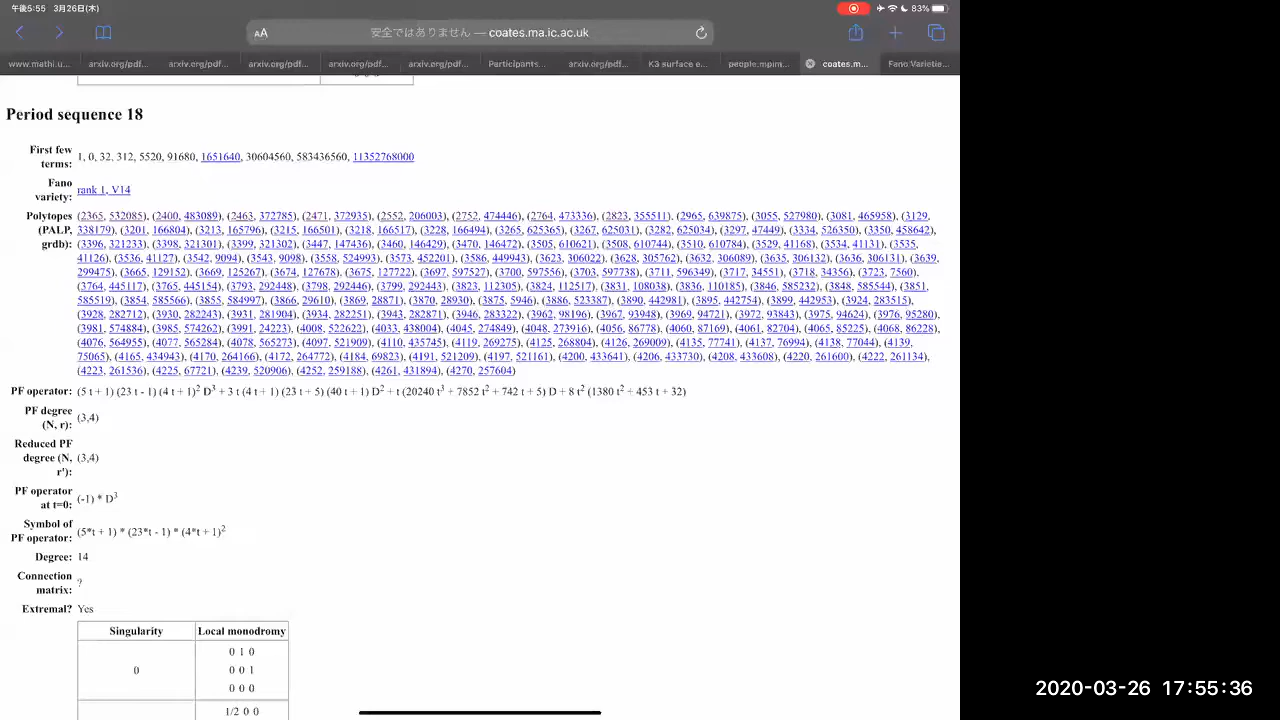 午後5:55 3月26日(木)
83%
AA 安全ではありません — coates.ma.ic.ac.uk
www.mathi.u... arxiv.org/pdf... arxiv.org/pdf... arxiv.org/pdf... arxiv.org/pdf... arxiv.org/pdf... Participants... arxiv.org/pdf... K3 surface e... people.mpim... coates.m... Fano Varietie...
Period sequence 18
First few terms: 1, 0, 32, 312, 5520, 91680, 1651640, 30604560, 583436560, 11352768000
Fano variety: rank 1, V14
Polytopes (PALP, grdb): (2365, 532085), (2400, 483089), (2463, 372785), (2471, 372935), (2552, 206003), (2752, 474446), (2764, 473336), (2823, 355511), (2965, 639875), (3055, 527980), (3081, 465958), (3129,
338179), (3201, 166804), (3213, 165796), (3215, 166501), (3218, 166517), (3228, 166494), (3265, 625365), (3267, 625031), (3282, 625034), (3297, 47449), (3334, 526350), (3350, 458642),
(3396, 321233), (3398, 321301), (3399, 321302), (3447, 147436), (3460, 146429), (3470, 146472), (3505, 610621), (3508, 610744), (3510, 610784), (3529, 41168), (3534, 41131), (3535,
41126), (3536, 41127), (3542, 9094), (3543, 9098), (3558, 524993), (3573, 452201), (3586, 449943), (3623, 306022), (3628, 305762), (3632, 306089), (3635, 306132), (3636, 306131), (3639,
299475), (3665, 129152), (3669, 125267), (3674, 127678), (3675, 127722), (3697, 597527), (3700, 597556), (3703, 597738), (3711, 596349), (3717, 34551), (3718, 34356), (3723, 7560),
(3764, 445117), (3765, 445154), (3793, 292448), (3798, 292446), (3799, 292443), (3823, 112305), (3824, 112517), (3831, 108038), (3836, 110185), (3846, 585232), (3848, 585544), (3851,
585519), (3854, 585566), (3855, 584997), (3866, 29610), (3869, 28871), (3870, 28930), (3875, 5946), (3886, 523387), (3890, 442981), (3895, 442754), (3899, 442953), (3924, 283515),
(3928, 282712), (3930, 282243), (3931, 281904), (3934, 282251), (3943, 282871), (3946, 283322), (3962, 98196), (3967, 93948), (3969, 94721), (3972, 93843), (3975, 94624), (3976, 95280),
(3981, 574884), (3985, 574262), (3991, 24223), (4008, 522622), (4033, 438004), (4045, 274849), (4048, 273916), (4056, 86778), (4060, 87169), (4061, 82704), (4065, 85225), (4068, 86228),
(4076, 564955), (4077, 565284), (4078, 565273), (4097, 521909), (4110, 435745), (4119, 269275), (4125, 268804), (4126, 269009), (4135, 77741), (4137, 76994), (4138, 77044), (4139,
75065), (4165, 434943), (4170, 264166), (4172, 264772), (4184, 69823), (4191, 521209), (4197, 521161), (4200, 433641), (4206, 433730), (4208, 433608), (4220, 261600), (4222, 261134),
(4223, 261536), (4225, 67721), (4239, 520906), (4252, 259188), (4261, 431894), (4270, 257604)
PF operator: (5 t + 1) (23 t - 1) (4 t + 1)² D³ + 3 t (4 t + 1) (23 t + 5) (40 t + 1) D² + t (20240 t³ + 7852 t² + 742 t + 5) D + 8 t² (1380 t² + 453 t + 32)
PF degree (N, r): (3,4)
Reduced PF degree (N, r'): (3,4)
PF operator at t=0: (-1) * D³
Symbol of PF operator: (5*t + 1) * (23*t - 1) * (4*t + 1)²
Degree: 14
Connection matrix: ?
Extremal? Yes
Singularity Local monodromy
0 1 0
0 0 0 1
0 0 0
1/2 0 0
2020-03-26 17:55:36